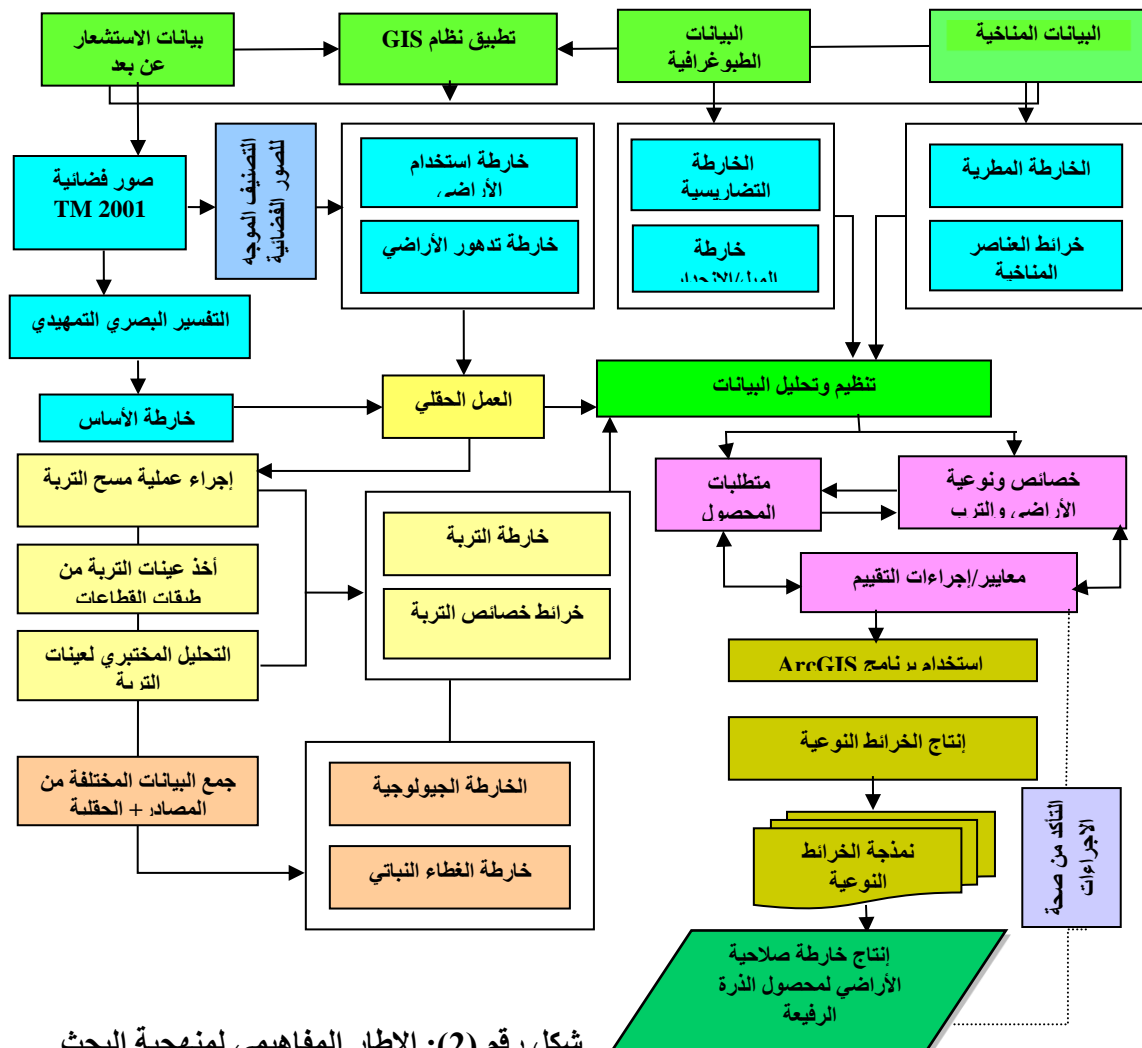 البيانات المناخية
البيانات
الطبوغرافية
تطبيق نظام GIS
بيانات الاستشعار
عن بعد
الخارطة المطرية
خرائط العناصر
المناخية
الخارطة
التضاريسية
خارطة
الميل/الانحدار
خارطة استخدام
الأراضي
خارطة تدهور الأراضي
التصنيف الموجه
للصور الفضائية
صور فضائية
TM 2001
التفسير البصري التمهيدي
خارطة الأساس
العمل الحقلي
تنظيم وتحليل البيانات
خصائص ونوعية
الأراضي والترب
متطلبات
المحصول
معايير/إجراءات التقييم
إجراء عملية مسح التربة
أخذ عينات التربة من
طبقات القطاعات
التحليل المختبري لعينات
التربة
خارطة التربة
خرائط خصائص التربة
استخدام برنامج ArcGIS
إنتاج الخرائط النوعية
نمذجة الخرائط
النوعية
التأكد من صحة
الاجراءات
جمع البيانات المختلفة من
المصادر + الحقلية
الخارطة الجيولوجية
خارطة الغطاء النباتي
إنتاج خارطة صلاحية
الأراضي لمحصول الذرة
الرفيعة
شكل رقم (2): الإطار المفاهيمي لمنهجية البحث